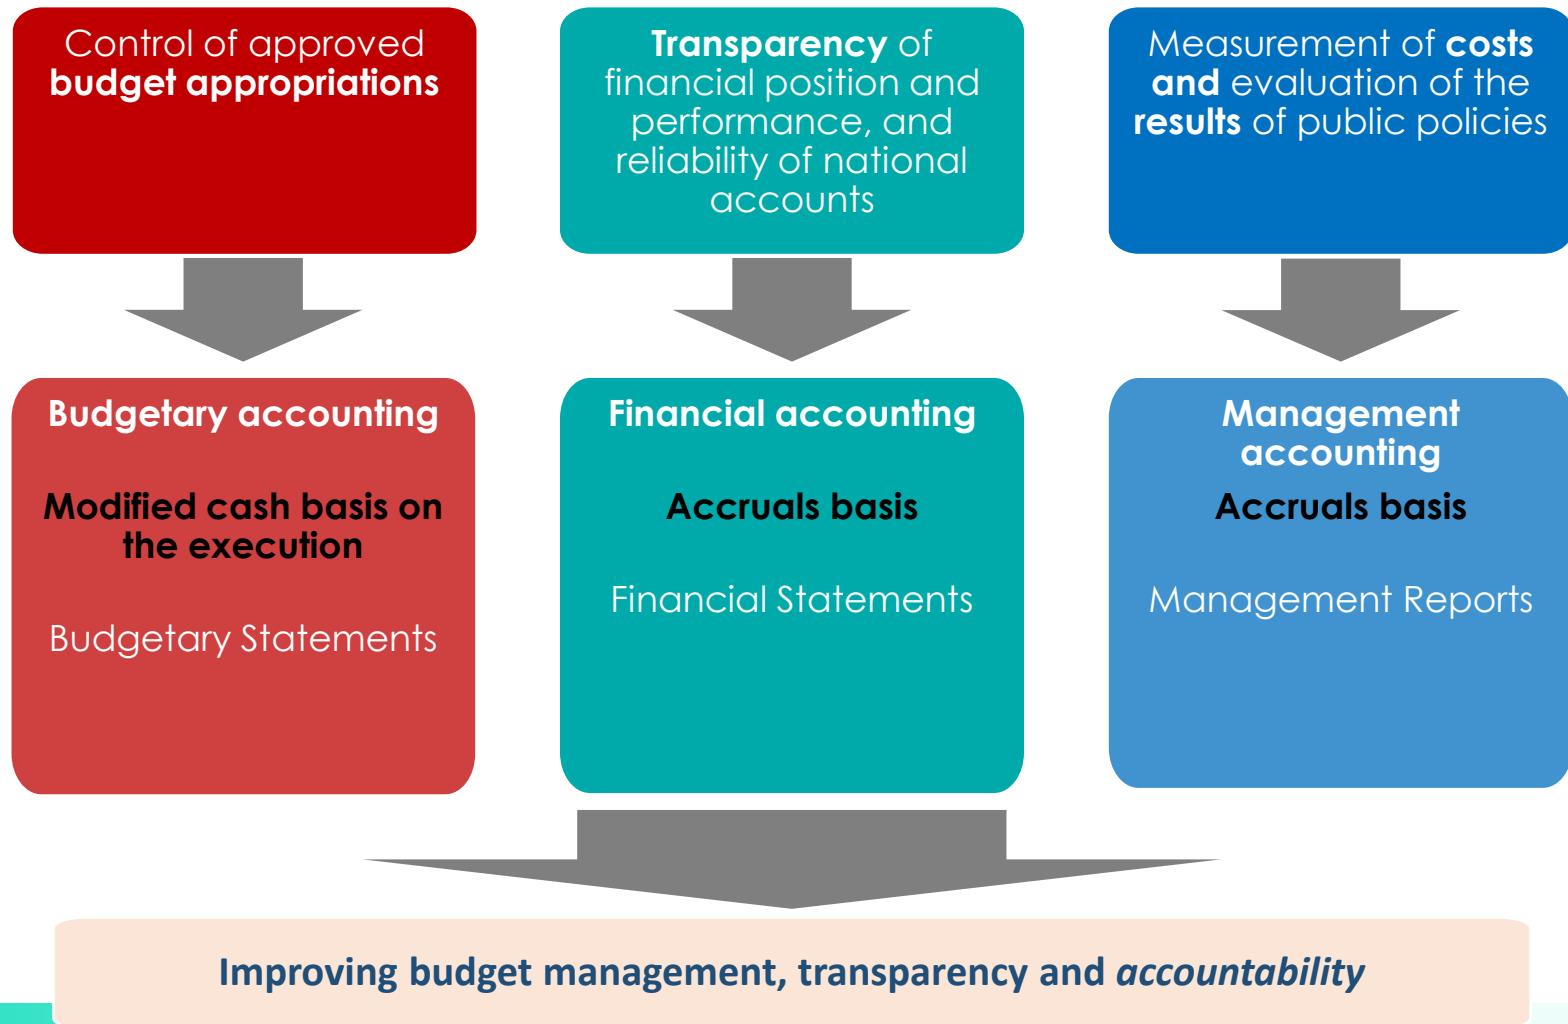 Control of approved
budget appropriations
Transparency of
financial position and
performance, and
reliability of national
accounts
Measurement of costs
and evaluation of the
results of public policies
Budgetary accounting
Modified cash basis on
the execution
Budgetary Statements
Financial accounting
Accruals basis
Financial Statements
Management
accounting
Accruals basis
Management Reports
Improving budget management, transparency and accountability